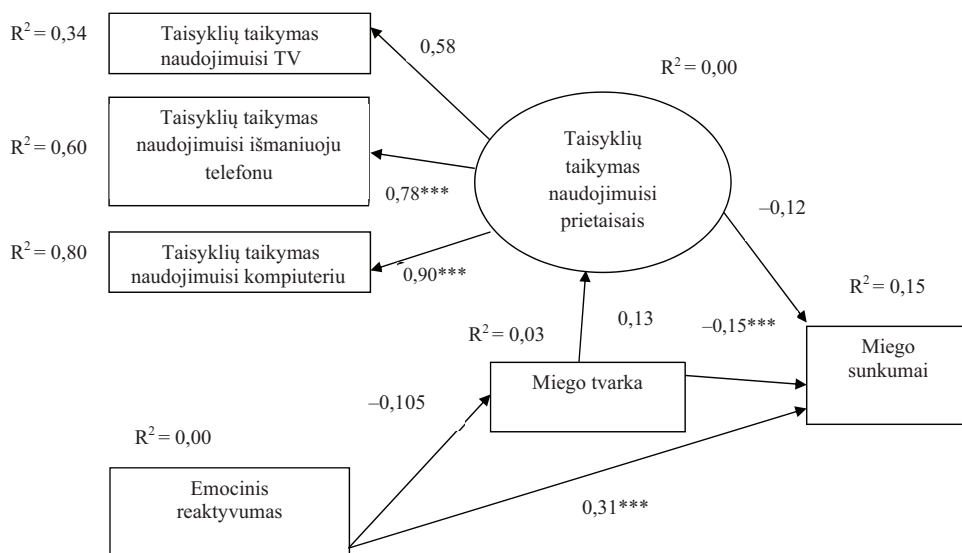 R² = 0,34
Taisyklių taikymas
naudojimuisi TV
0,58
R² = 0,00
R² = 0,60
Taisyklių taikymas
naudojimuisi išmaniuoju
telefonu
0,78***
Taisyklių
taikymas
naudojimuisi
prietaisais
–0,12
R² = 0,80
Taisyklių taikymas
naudojimuisi kompiuteriu
0,90***
R² = 0,15
R² = 0,03
0,13
–0,15***
Miego
sunkumai
Miego tvarka
–0,105
R² = 0,00
Emocinis
reaktyvumas
0,31***